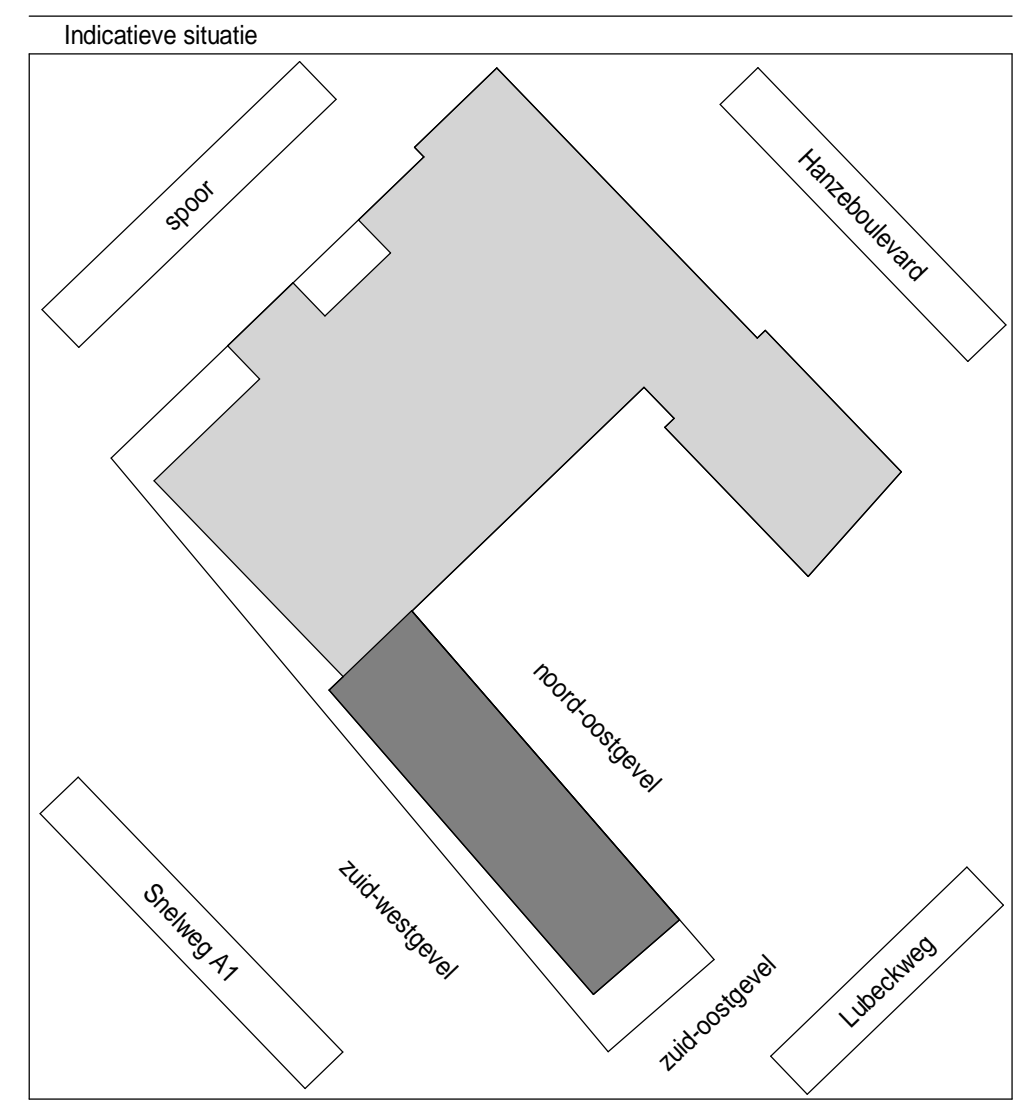 Indicatieve situatie
spoor
Hanzeboulevard
noord-oostgevel
zuid-westgevel
Snelweg A1
zuid-oostgevel
Lubeckweg